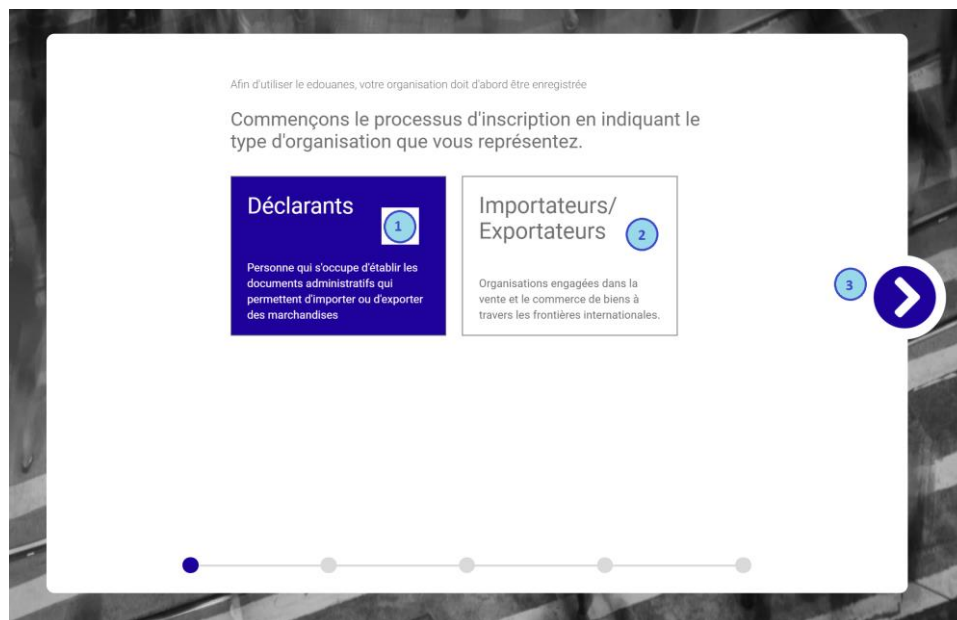 Afin d'utiliser le edouanes, votre organisation doit d'abord être enregistrée
Commençons le processus d'inscription en indiquant le
type d'organisation que vous représentez.
Déclarants
1
Personne qui s'occupe d'établir les
documents administratifs qui
permettent d'importer ou d'exporter
des marchandises
Importateurs/
Exportateurs
2
Organisations engagées dans la
vente et le commerce de biens à
travers les frontières internationales.
3